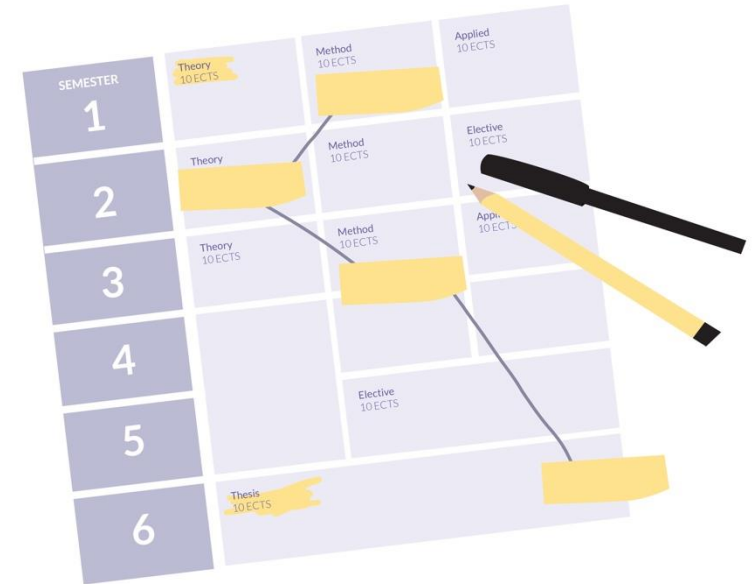 SEMESTER
1
Theory
10 ECTS
Method
10 ECTS
Applied
10 ECTS
2
Theory
Method
10 ECTS
Elective
10 ECTS
3
Theory
10 ECTS
Method
10 ECTS
10 ECTS
4
5
Elective
10 ECTS
6
Thesis
10 ECTS